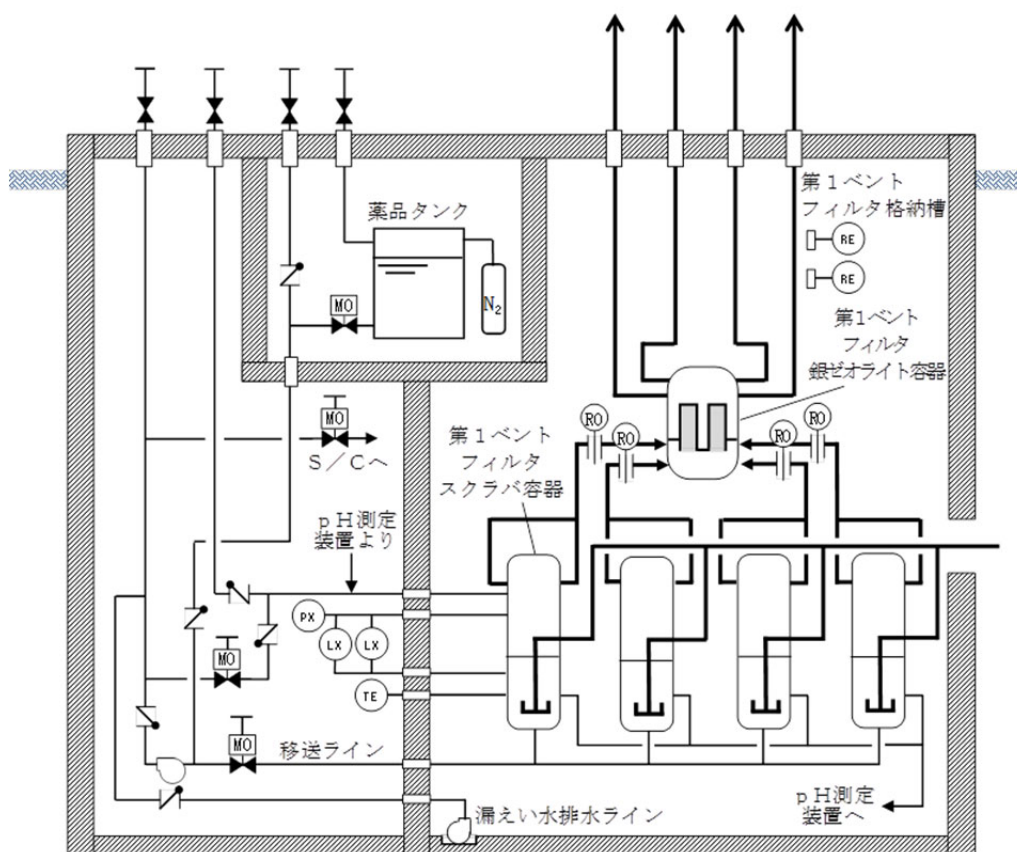 第１ベント
フィルタ格納槽
RE
RE
薬品タンク
MO
N₂
第1ベント
フィルタ
銀ゼオライト容器
MO
S／Cへ
RO
RO
RO
RO
第１ベント
フィルタ
スクラバ容器
ｐH測定
装置より
PX
LX
LX
MO
TE
MO
移送ライン
漏えい水排水ライン
ｐH測定
装置へ